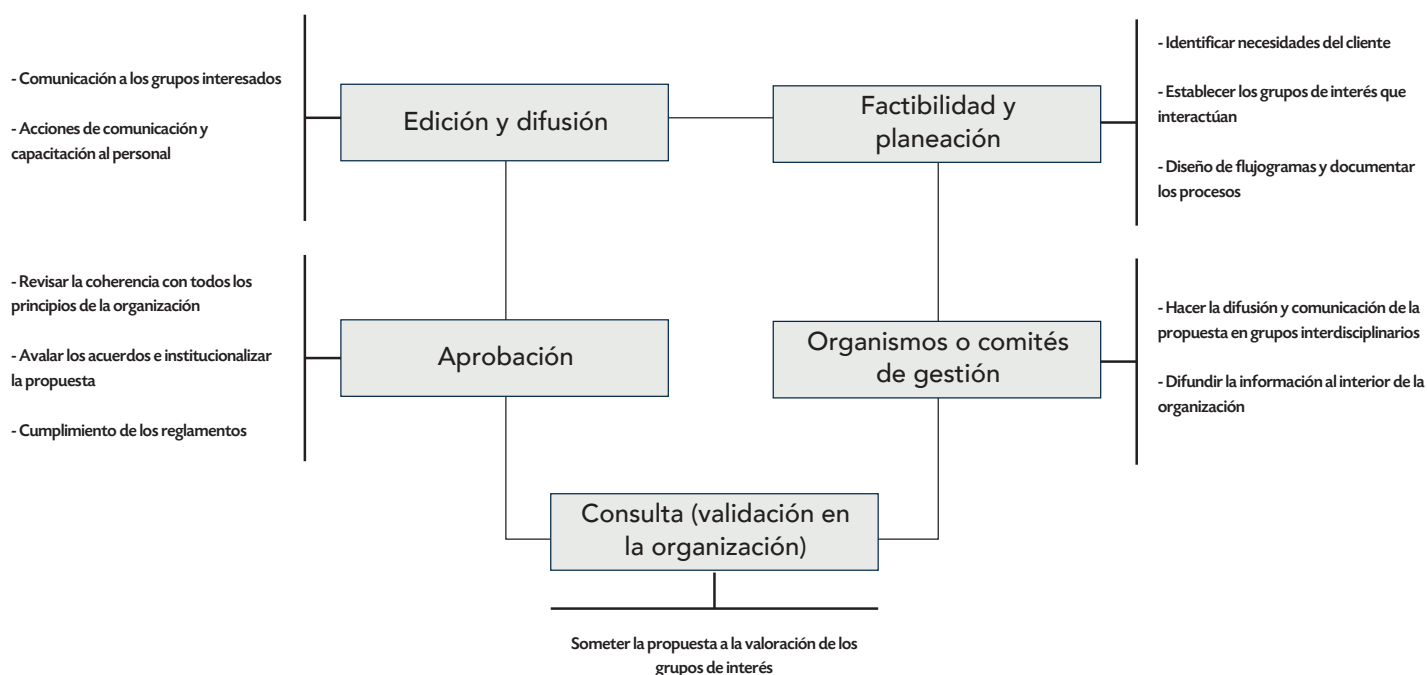 - Comunicación a los grupos interesados
- Acciones de comunicación y
capacitación al personal
Edición y difusión
Factibilidad y
planeación
- Identificar necesidades del cliente
- Establecer los grupos de interés que
interactúan
- Diseño de flujogramas y documentar
los procesos
- Revisar la coherencia con todos los
principios de la organización
- Avalar los acuerdos e institucionalizar
la propuesta
- Cumplimiento de los reglamentos
Aprobación
Organismos o comités
de gestión
- Hacer la difusión y comunicación de la
propuesta en grupos interdisciplinarios
- Difundir la información al interior de la
organización
Consulta (validación en
la organización)
Someter la propuesta a la valoración de los
grupos de interés